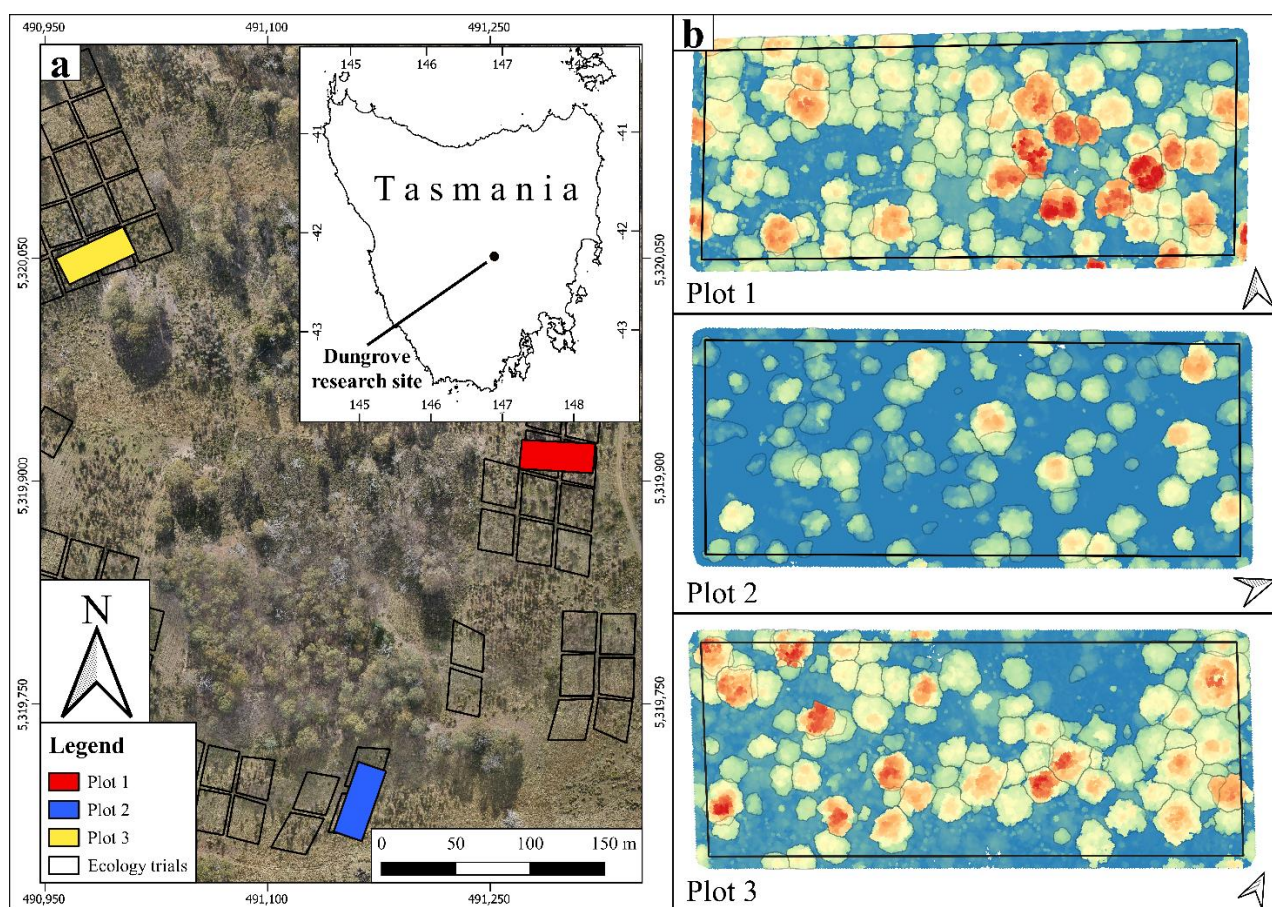 490,950
491,100
491,250
a
145
146
147
148
-41
-41
Tasmania
-42
-42
-43
-43
Dungrove
research site
145
146
147
148
5,320,050
5,320,050
5,319,9000
5,319,900
5,319,750
5,319,750
N
Legend
Plot 1
Plot 2
Plot 3
Ecology trials
0
50
100
150 m
490,950
491,100
491,250
b
Plot 1
Plot 2
Plot 3